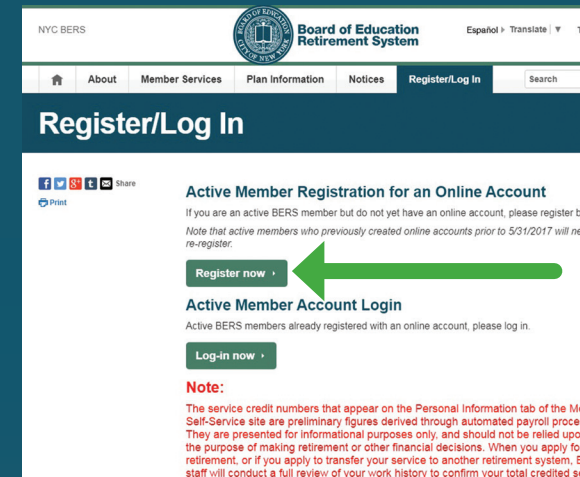 NYC BERS
BOARD OF EDUCATION
CITY OF NEW YORK
Board of Education
Retirement System
Español Translate
About Member Services Plan Information Notices Register/Log In Search
Register/Log In
Share
Print
Active Member Registration for an Online Account
If you are an active BERS member but do not yet have an online account, please register
Note that active members who previously created online accounts prior to 5/31/2017 will
re-register.
Register now
Active Member Account Login
Active BERS members already registered with an online account, please log in.
Log-in now
Note:
The service credit numbers that appear on the Personal Information tab of the
Self-Service site are preliminary figures derived through automated payroll
They are presented for informational purposes only, and should not be relied
the purpose of making retirement or other financial decisions. When you apply
retirement, or if you apply to transfer your service to another retirement system,
staff will conduct a full review of your work history to confirm your total credited